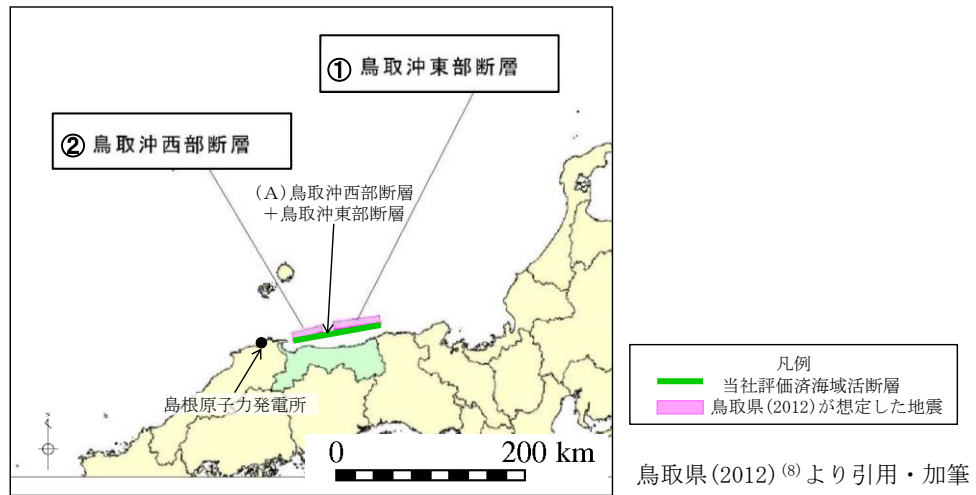 ① 鳥取沖東部断層
② 鳥取沖西部断層
(A)鳥取沖西部断層
+鳥取沖東部断層
島根原子力発電所
0 200 km
凡例
当社評価済海域活断層
鳥取県(2012)が想定した地震
鳥取県(2012)⁽⁸⁾より引用・加筆